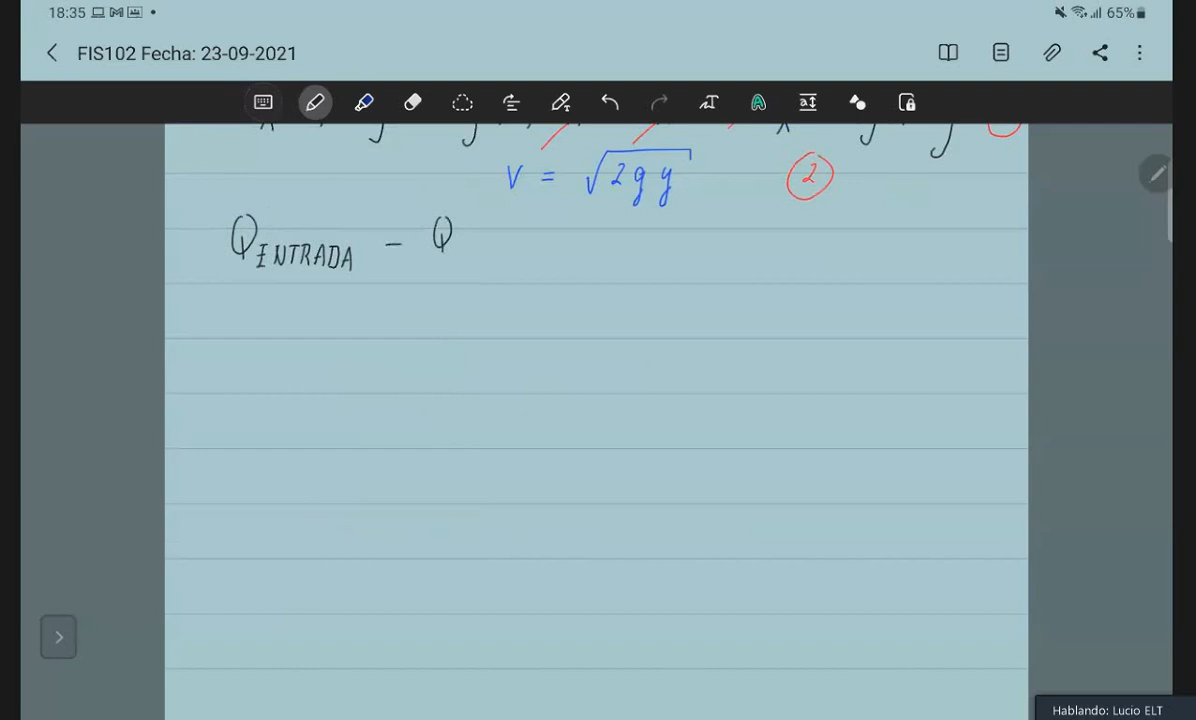 18:35 65%
FIS102 Fecha: 23-09-2021
v = √2gy 2
Q ENTRADA - Q
Hablando: Lucio ELT